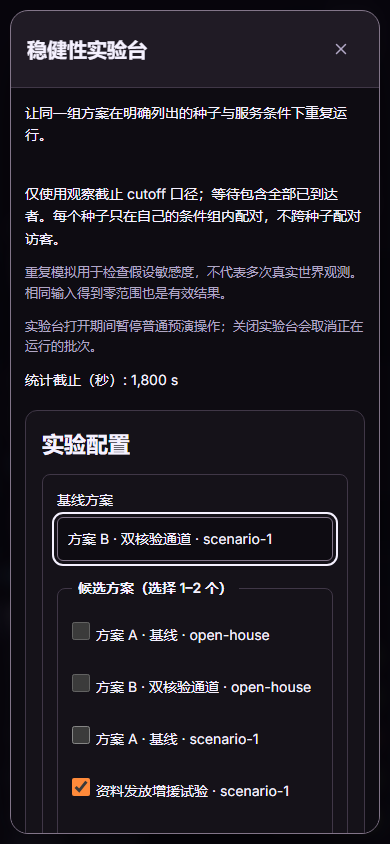 稳健性实验台
让同一组方案在明确列出的种子与服务条件下重复运
行。
仅使用观察截止 cutoff 口径；等待包含全部已到达
者。每个种子只在自己的条件组内配对，不跨种子配对
访客。
重复模拟用于检查假设敏感度，不代表多次真实世界观测。
相同输入得到零范围也是有效结果。
实验台打开期间暂停普通预演操作；关闭实验台会取消正在
运行的批次。
统计截止（秒）: 1,800 s
实验配置
基线方案
方案 B · 双核验通道 · scenario-1
候选方案（选择 1–2 个）
方案 A · 基线 · open-house
方案 B · 双核验通道 · open-house
方案 A · 基线 · scenario-1
资料发放增援试验 · scenario-1